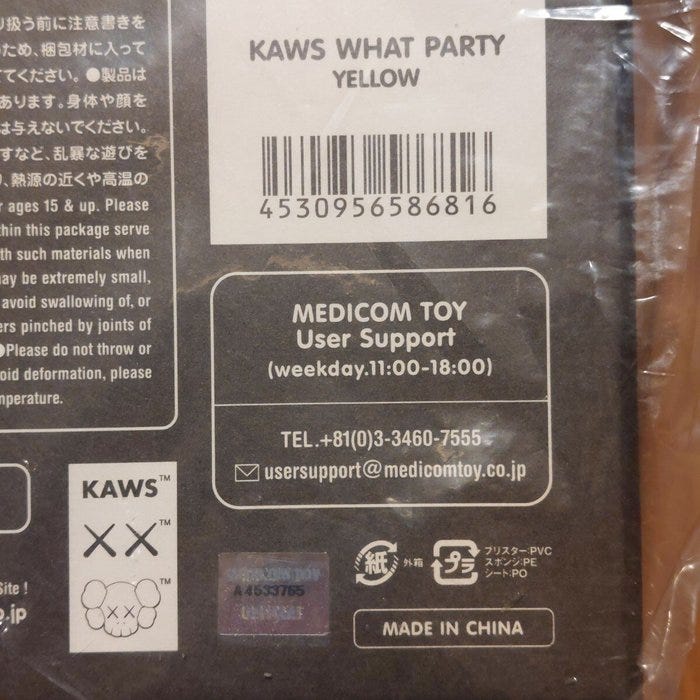 り扱う前に注意書きを
ため、梱包材に入って
てください。●製品は
あります。身体や顔を
は与えないでください。
すなど、乱暴な遊びを
、熱源の近くや高温の
r ages 15 & up. Please
thin this package serve
th such materials when
may be extremely small,
avoid swallowing of, or
ers pinched by joints of
●Please do not throw or
oid deformation, please
mperature.
KAWS WHAT PARTY
YELLOW
4530956586816
MEDICOM TOY
User Support
(weekday.11:00-18:00)
TEL.+81(0)3-3460-7555
usersupport@medicomtoy.co.jp
Site !
.jp
KAWS™
XX™
™
MEDICOM TOY
A4533765
紙 外箱
プラ
ブリスター:PVC
スポンジ:PE
シート:PO
MADE IN CHINA